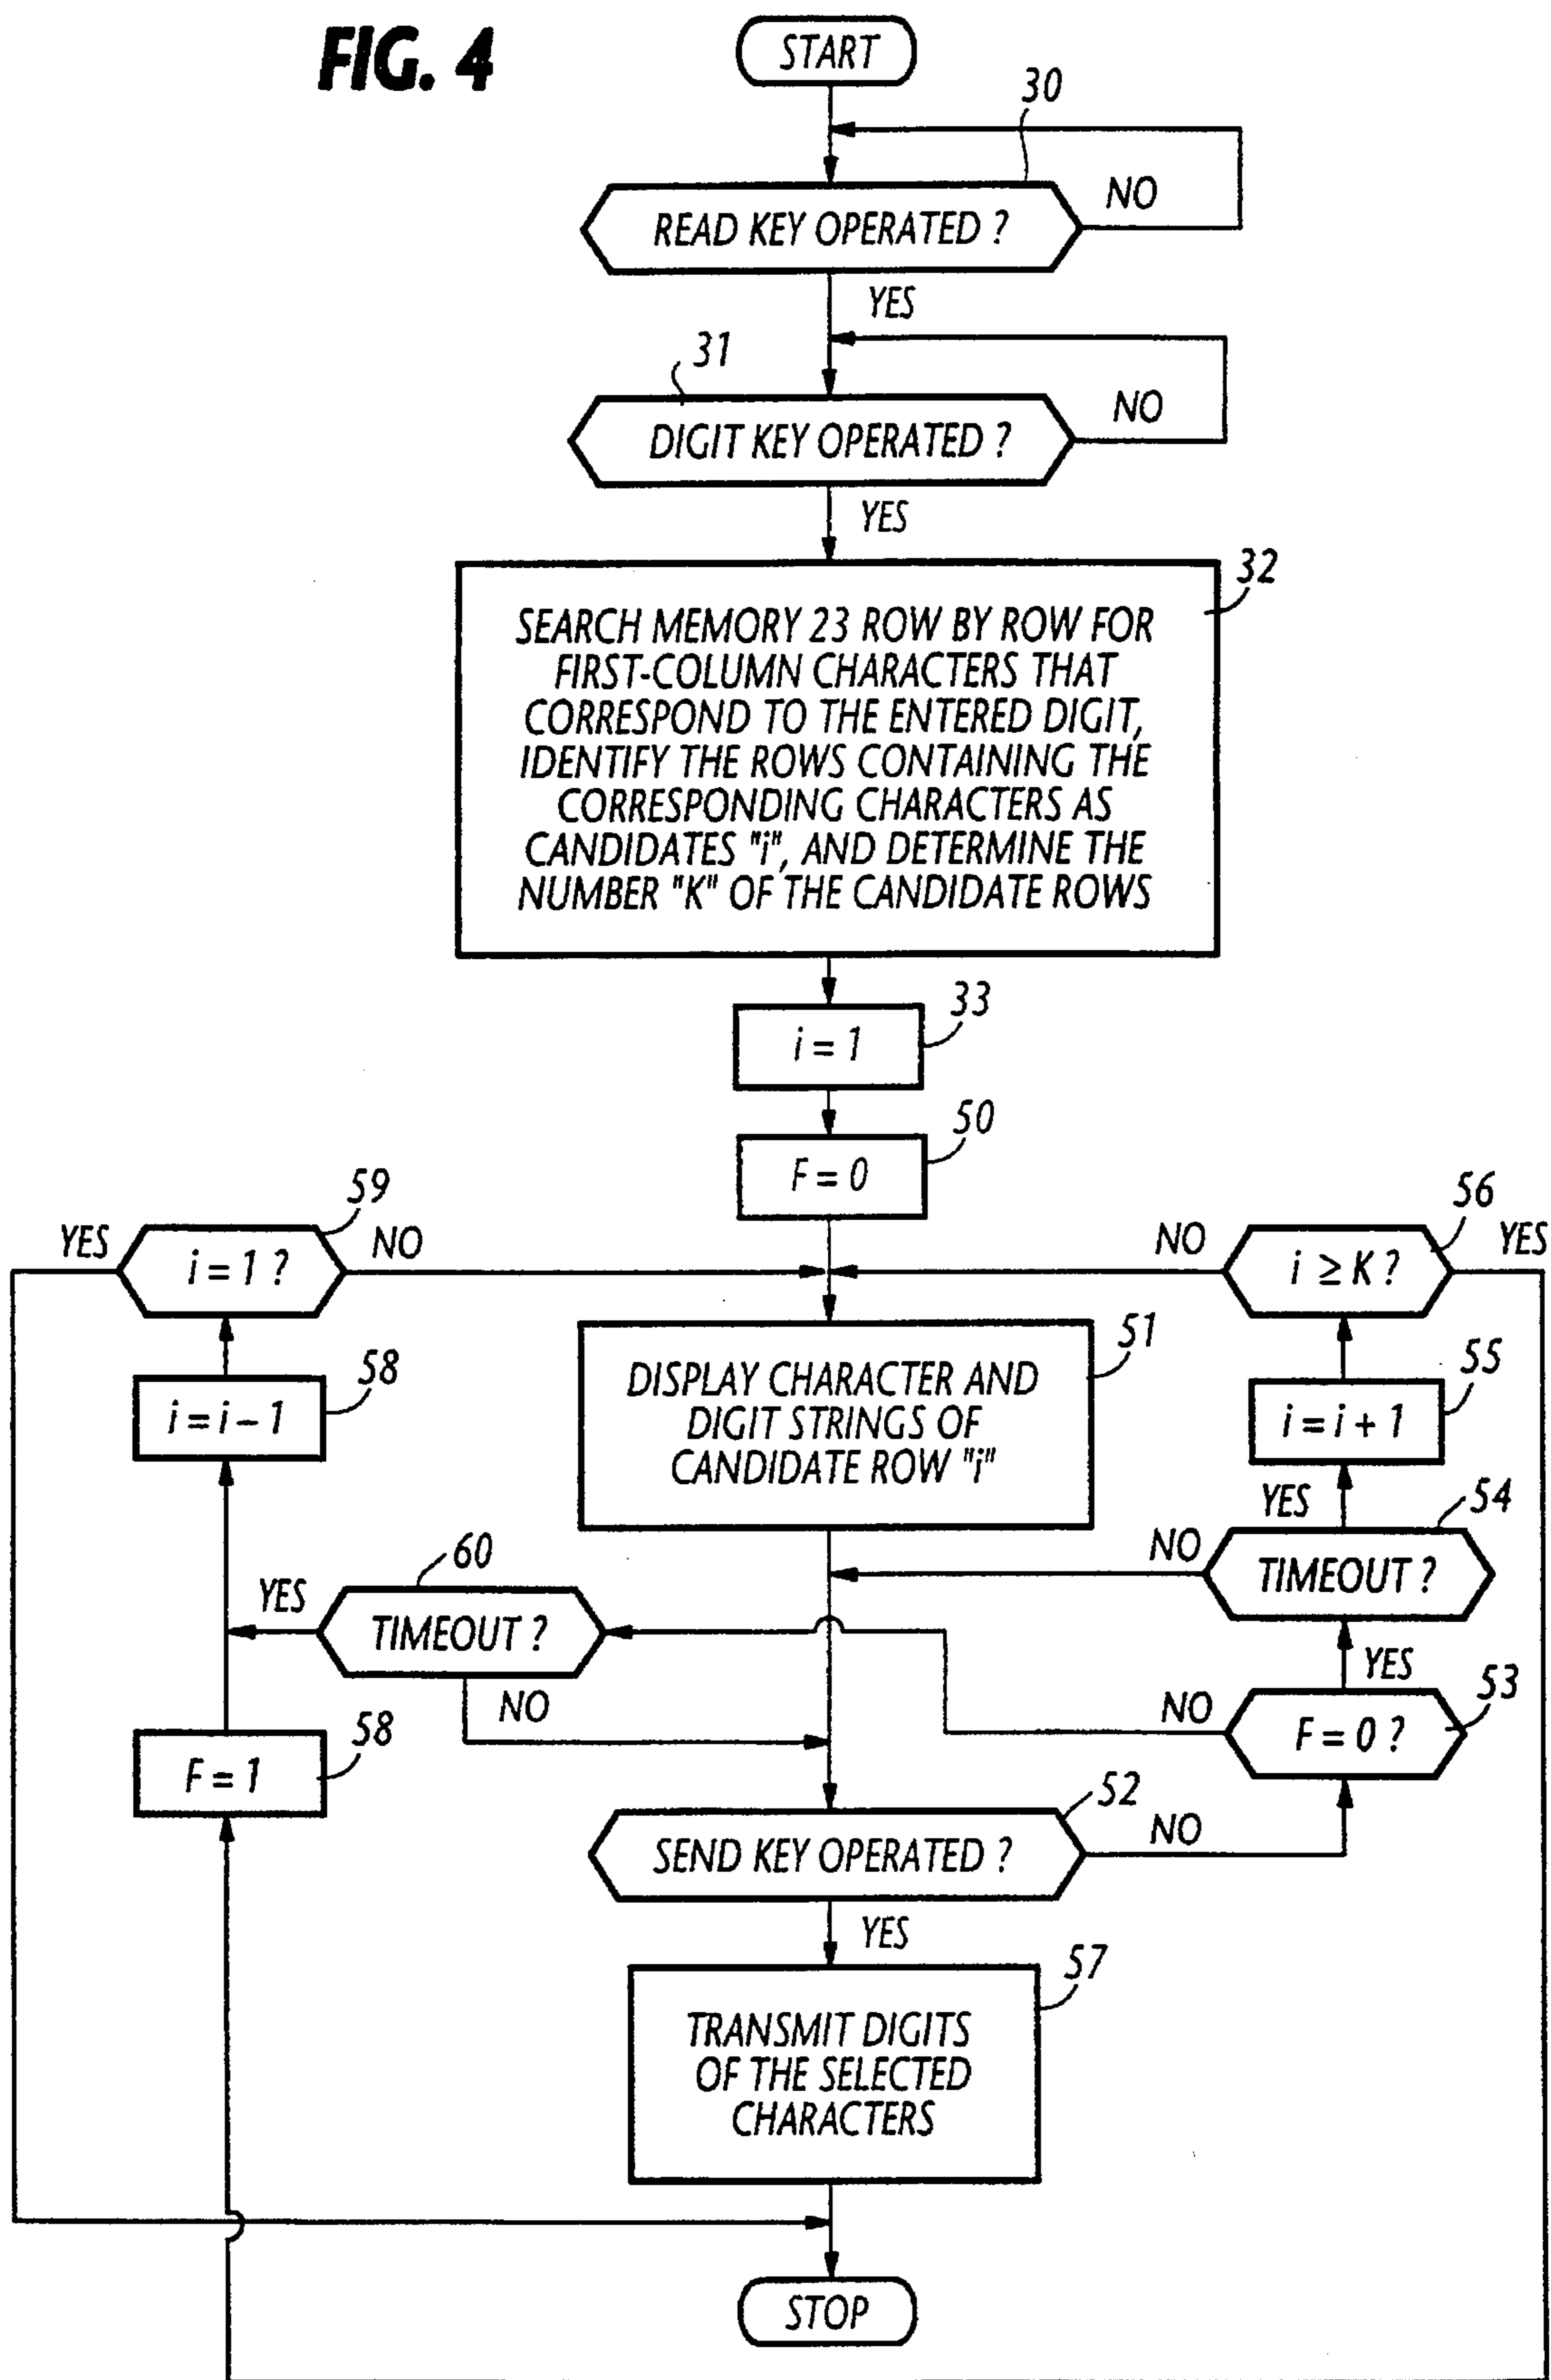 FIG. 4
START
30
READ KEY OPERATED ?
NO
YES
31
DIGIT KEY OPERATED ?
NO
YES
32
SEARCH MEMORY 23 ROW BY ROW FOR
FIRST-COLUMN CHARACTERS THAT
CORRESPOND TO THE ENTERED DIGIT,
IDENTIFY THE ROWS CONTAINING THE
CORRESPONDING CHARACTERS AS
CANDIDATES "i", AND DETERMINE THE
NUMBER "K" OF THE CANDIDATE ROWS
33
i = 1
50
F = 0
59
YES
i = 1 ?
NO
56
NO
i ≥ K ?
YES
58
i = i – 1
51
DISPLAY CHARACTER AND
DIGIT STRINGS OF
CANDIDATE ROW "i"
55
i = i + 1
YES
54
NO
TIMEOUT ?
60
YES
TIMEOUT ?
NO
YES
53
NO
F = 0 ?
58
F = 1
52
SEND KEY OPERATED ?
NO
YES
57
TRANSMIT DIGITS
OF THE SELECTED
CHARACTERS
STOP